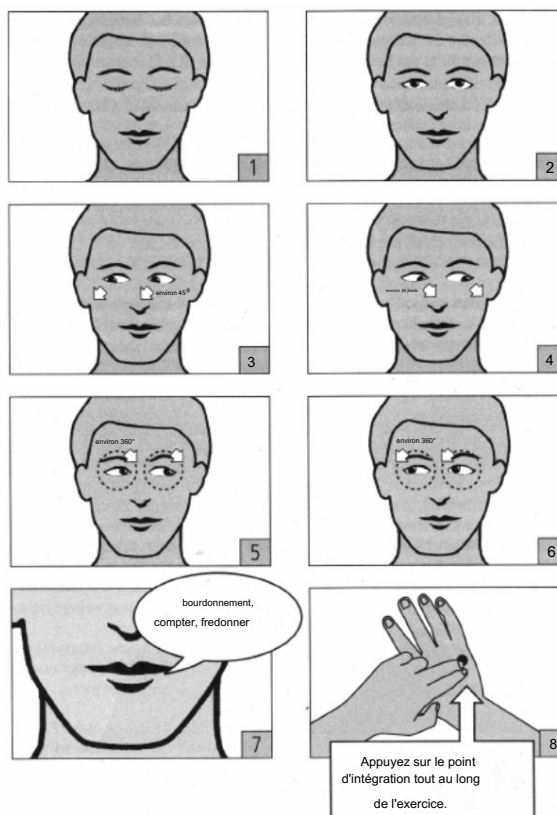 1
2
environ 45°
3
4
environ 360°
5
environ 360°
6
bourdonnement,
compter, fredonner
7
8
Appuyez sur le point
d'intégration tout au long
de l'exercice.